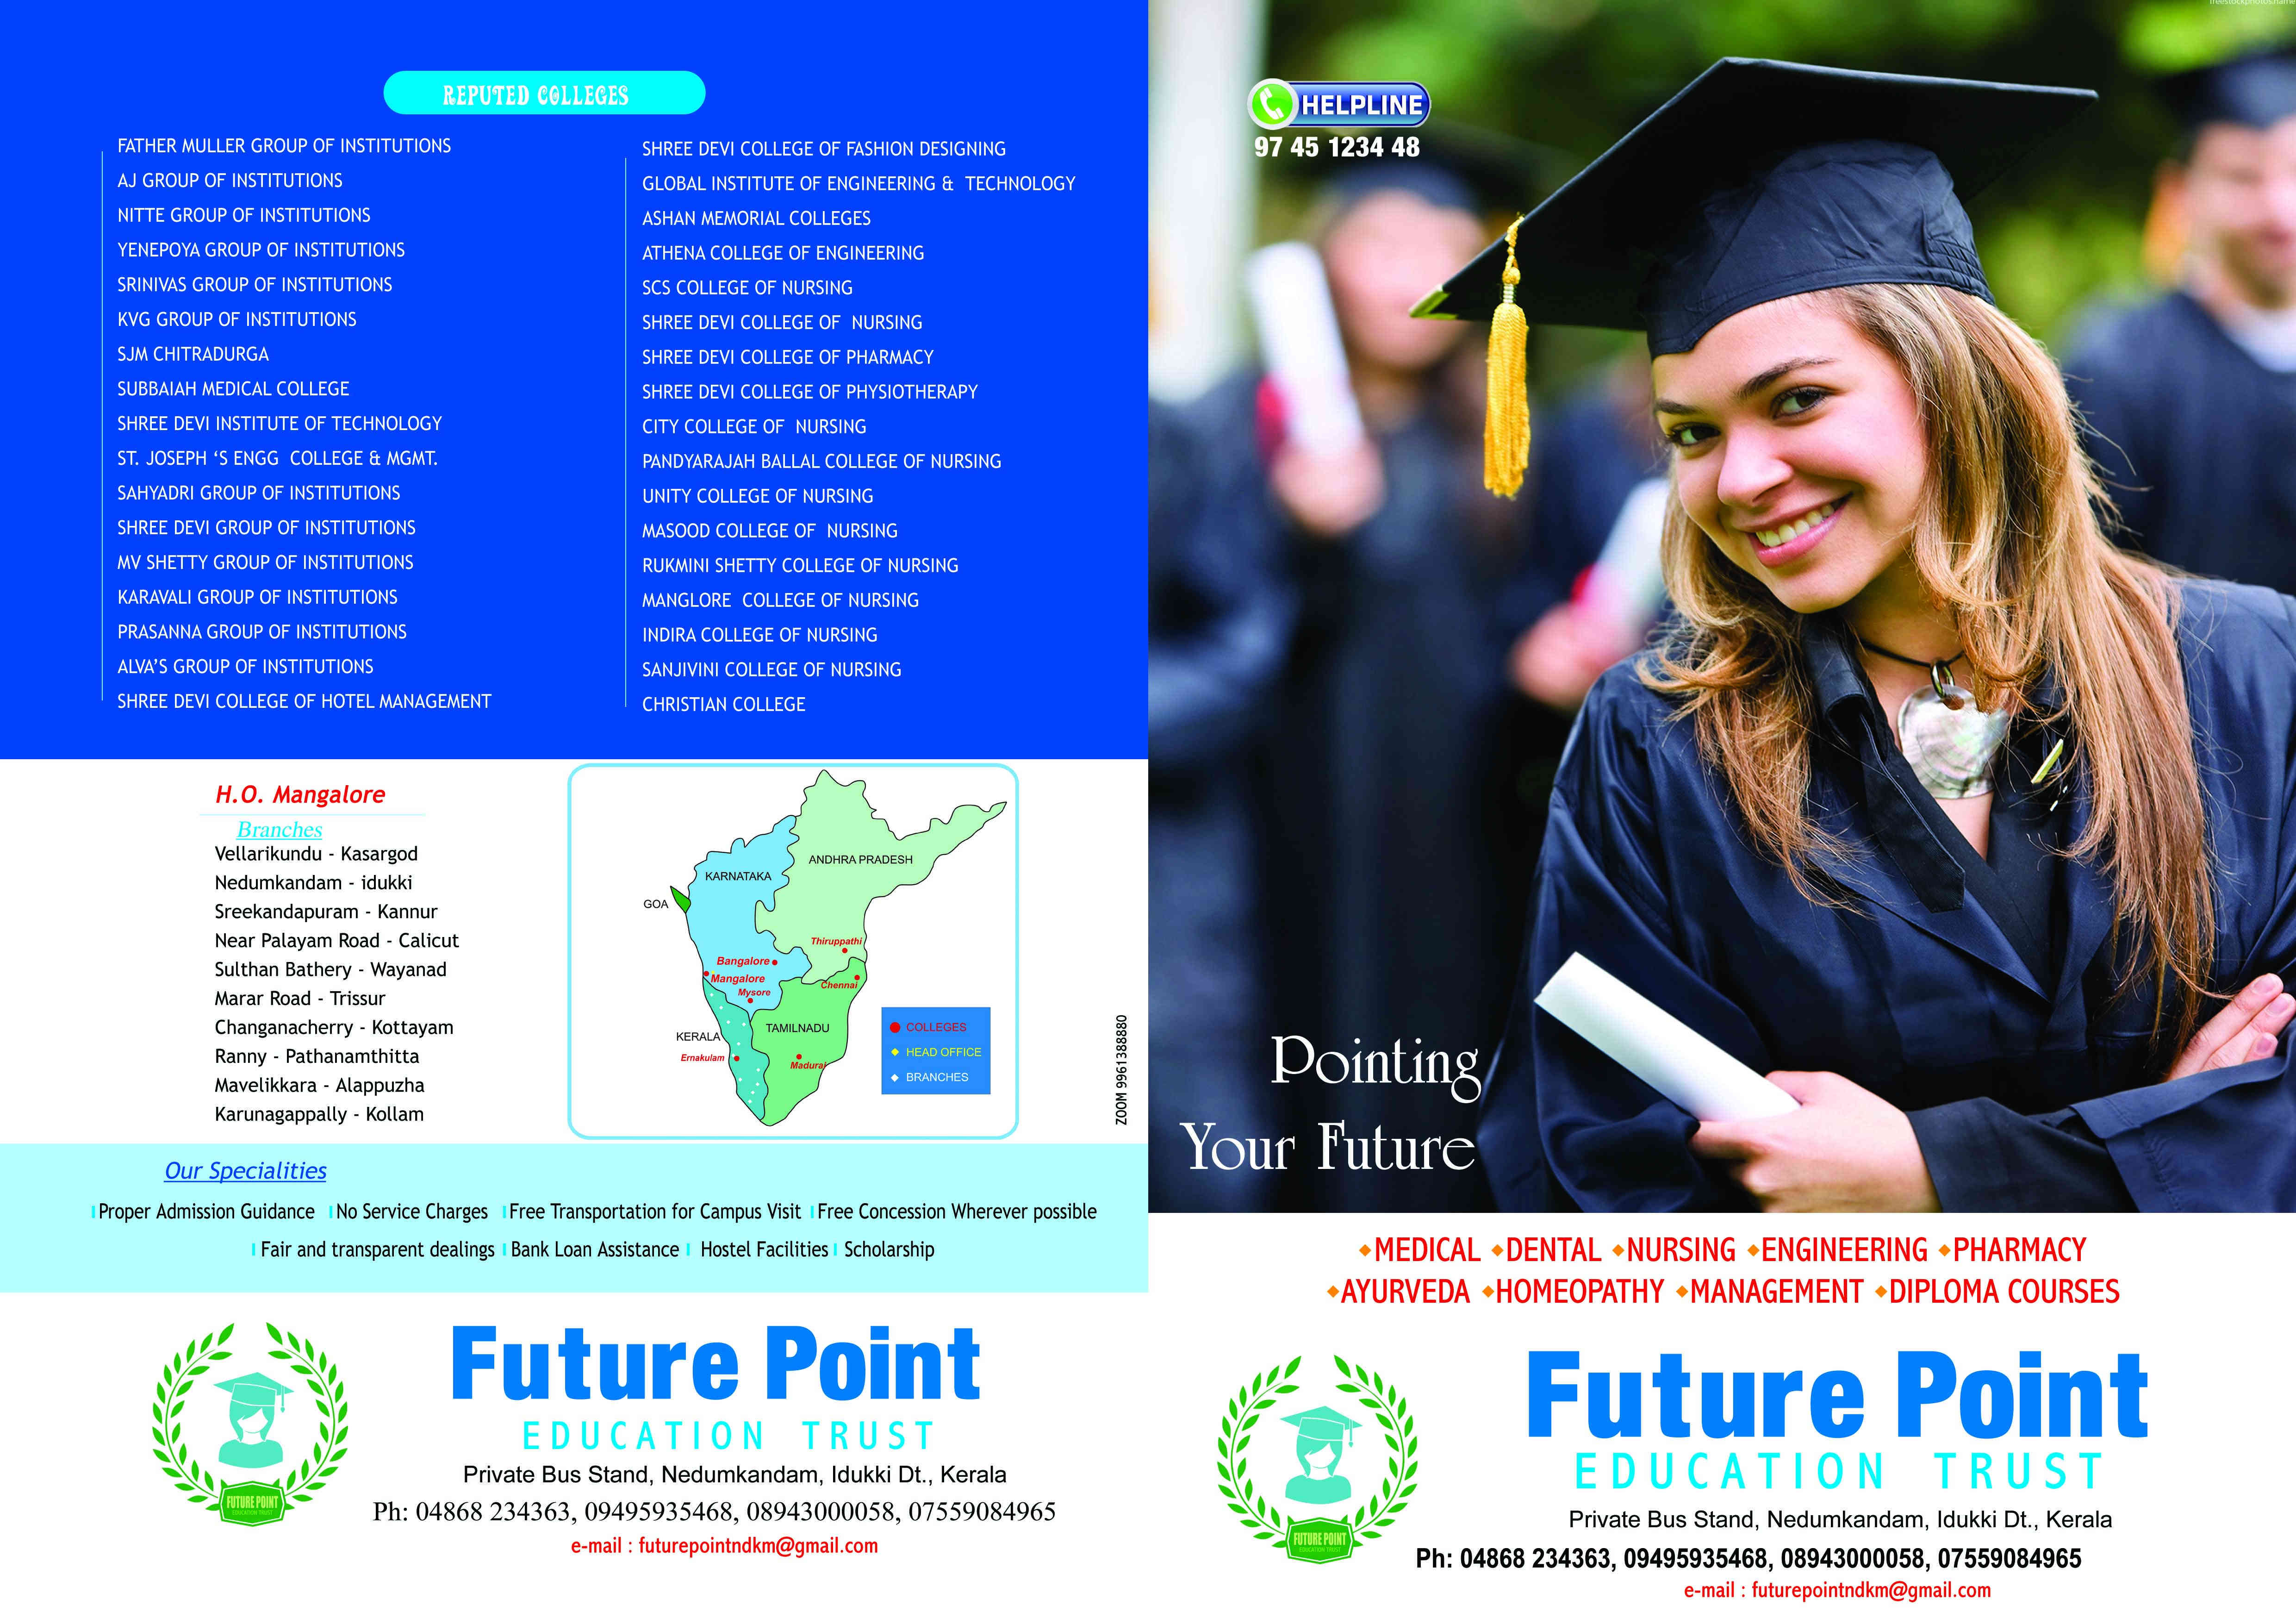 REPUTED COLLEGES
FATHER MULLER GROUP OF INSTITUTIONS
AJ GROUP OF INSTITUTIONS
NITTE GROUP OF INSTITUTIONS
YENEPOYA GROUP OF INSTITUTIONS
SRINIVAS GROUP OF INSTITUTIONS
KVG GROUP OF INSTITUTIONS
SJM CHITRADURGA
SUBBAIAH MEDICAL COLLEGE
SHREE DEVI INSTITUTE OF TECHNOLOGY
ST. JOSEPH ‘S ENGG COLLEGE & MGMT.
SAHYADRI GROUP OF INSTITUTIONS
SHREE DEVI GROUP OF INSTITUTIONS
MV SHETTY GROUP OF INSTITUTIONS
KARAVALI GROUP OF INSTITUTIONS
PRASANNA GROUP OF INSTITUTIONS
ALVA’S GROUP OF INSTITUTIONS
SHREE DEVI COLLEGE OF HOTEL MANAGEMENT
SHREE DEVI COLLEGE OF FASHION DESIGNING
GLOBAL INSTITUTE OF ENGINEERING & TECHNOLOGY
ASHAN MEMORIAL COLLEGES
ATHENA COLLEGE OF ENGINEERING
SCS COLLEGE OF NURSING
SHREE DEVI COLLEGE OF NURSING
SHREE DEVI COLLEGE OF PHARMACY
SHREE DEVI COLLEGE OF PHYSIOTHERAPY
CITY COLLEGE OF NURSING
PANDYARAJAH BALLAL COLLEGE OF NURSING
UNITY COLLEGE OF NURSING
MASOOD COLLEGE OF NURSING
RUKMINI SHETTY COLLEGE OF NURSING
MANGLORE COLLEGE OF NURSING
INDIRA COLLEGE OF NURSING
SANJIVINI COLLEGE OF NURSING
CHRISTIAN COLLEGE
H.O. Mangalore
Branches
Vellarikundu - Kasargod
Nedumkandam - idukki
Sreekandapuram - Kannur
Near Palayam Road - Calicut
Sulthan Bathery - Wayanad
Marar Road - Trissur
Changanacherry - Kottayam
Ranny - Pathanamthitta
Mavelikkara - Alappuzha
Karunagappally - Kollam
ANDHRA PRADESH
KARNATAKA
GOA
Thiruppathi
Bangalore
Mangalore
Chennai
Mysore
TAMILNADU
KERALA
Ernakulam
Madurai
COLLEGES
HEAD OFFICE
BRANCHES
ZOOM 9961388880
Our Specialities
Proper Admission Guidance No Service Charges Free Transportation for Campus Visit Free Concession Wherever possible
Fair and transparent dealings Bank Loan Assistance Hostel Facilities Scholarship
FUTURE POINT
EDUCATION TRUST
Future Point
EDUCATION TRUST
Private Bus Stand, Nedumkandam, Idukki Dt., Kerala
Ph: 04868 234363, 09495935468, 08943000058, 07559084965
e-mail : futurepointndkm@gmail.com
freestockphotos.name
HELPLINE
97 45 1234 48
Pointing
Your Future
MEDICAL DENTAL NURSING ENGINEERING PHARMACY
AYURVEDA HOMEOPATHY MANAGEMENT DIPLOMA COURSES
FUTURE POINT
EDUCATION TRUST
Future Point
EDUCATION TRUST
Private Bus Stand, Nedumkandam, Idukki Dt., Kerala
Ph: 04868 234363, 09495935468, 08943000058, 07559084965
e-mail : futurepointndkm@gmail.com